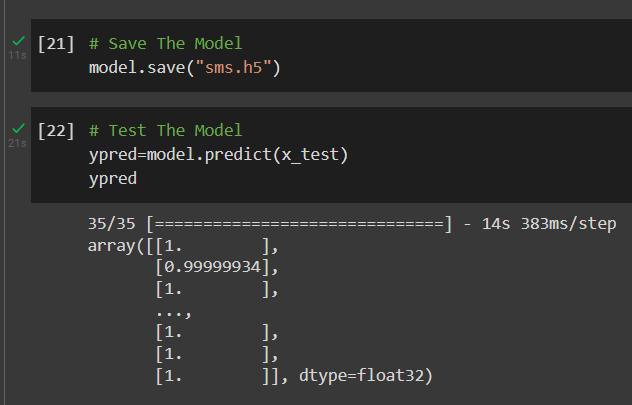 [21] # Save The Model
11s
model.save("sms.h5")
[22] # Test The Model
21s
ypred=model.predict(x_test)
ypred
35/35 [==============================] - 14s 383ms/step
array([[1.        ],
       [0.99999934],
       [1.        ],
       ...,
       [1.        ],
       [1.        ],
       [1.        ]], dtype=float32)